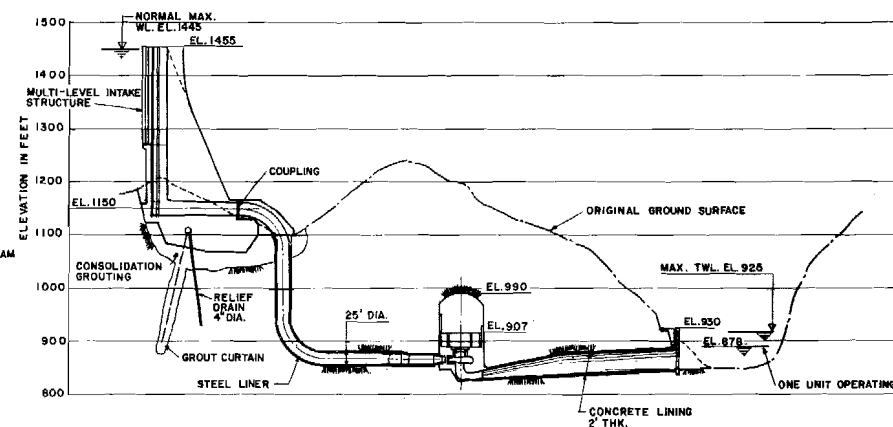 1500
NORMAL MAX.
WL. EL. 1445
EL. 1455
1400
MULTI-LEVEL INTAKE
STRUCTURE
1300
ELEVATION IN FEET
1200
COUPLING
EL. 1150
ORIGINAL GROUND SURFACE
1100
AM
CONSOLIDATION
GROUTING
MAX. TWL. EL. 925
1000
EL. 990
RELIEF
DRAIN
4" DIA.
25' DIA.
EL. 907
EL. 930
900
EL. 878
GROUT CURTAIN
STEEL LINER
ONE UNIT OPERATING
800
CONCRETE LINING
2' THK.